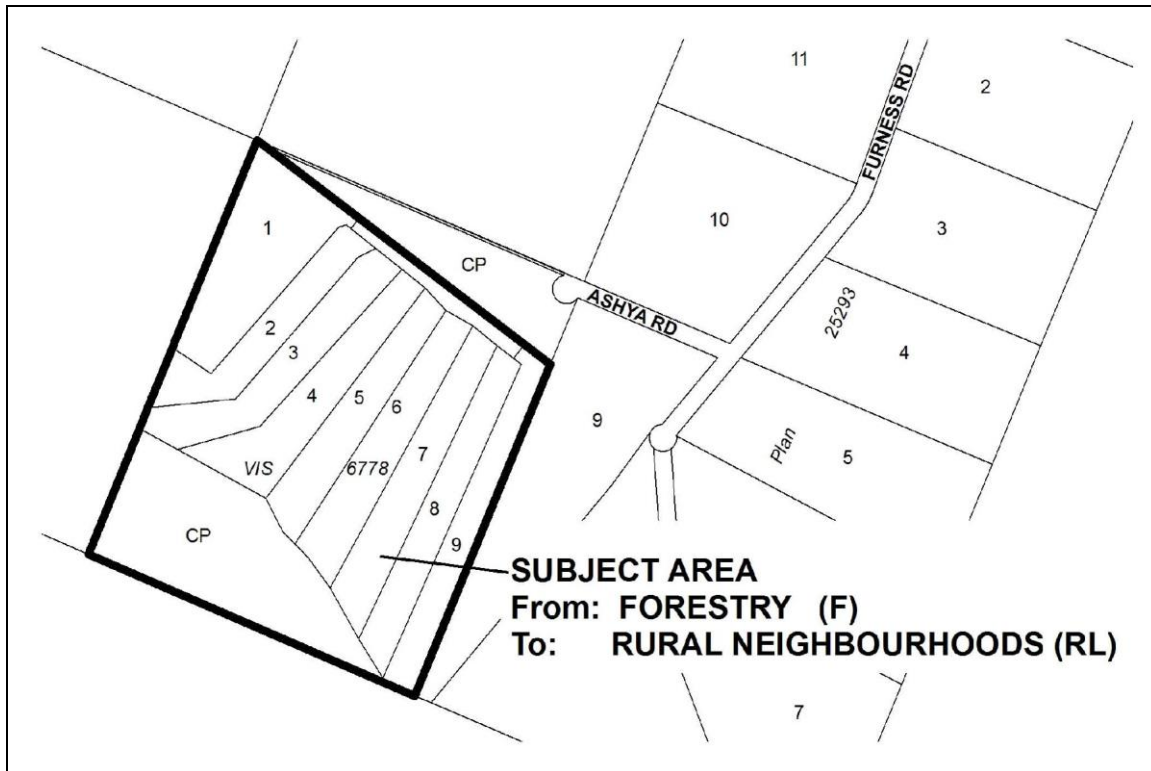 11
2
FURNESS RD
1
10
3
CP
ASHYA RD
25293
2
3
4
4
5
6
9
Plan
5
7
VIS
6778
8
CP
9
SUBJECT AREA
From: FORESTRY (F)
To: RURAL NEIGHBOURHOODS (RL)
7